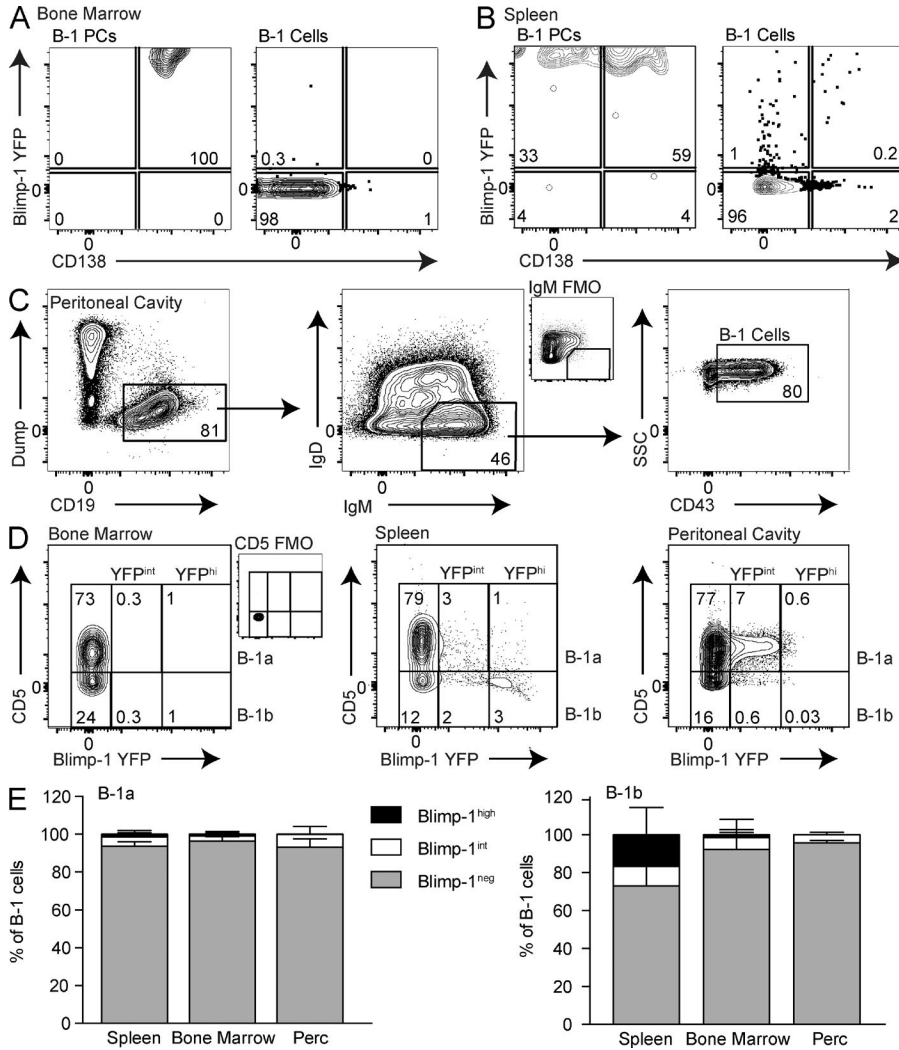 A Bone Marrow
B-1 PCs B-1 Cells
Blimp-1 YFP
0
0 100
0 0
0
0.3 0
98 1
0 0
CD138
B Spleen
B-1 PCs B-1 Cells
Blimp-1 YFP
0
33 59
4 4
0
1 0.2
96 2
0 0
CD138
C Peritoneal Cavity
Dump
0
81
0
CD19
IgM FMO
IgD
0
46
0
IgM
B-1 Cells
SSC
0
80
0
CD43
D Bone Marrow
CD5 FMO
YFPint YFPhi
73 0.3 1
CD5
0
B-1a
24 0.3 1
B-1b
0
Blimp-1 YFP
Spleen
YFPint YFPhi
79 3 1
CD5
0
B-1a
12 2 3
B-1b
0
Blimp-1 YFP
Peritoneal Cavity
YFPint YFPhi
77 7 0.6
CD5
0
B-1a
16 0.6 0.03
B-1b
0
Blimp-1 YFP
E B-1a
% of B-1 cells
120
100
80
60
40
20
0
Spleen Bone Marrow Perc
Blimp-1high
Blimp-1int
Blimp-1neg
B-1b
% of B-1 cells
120
100
80
60
40
20
0
Spleen Bone Marrow Perc